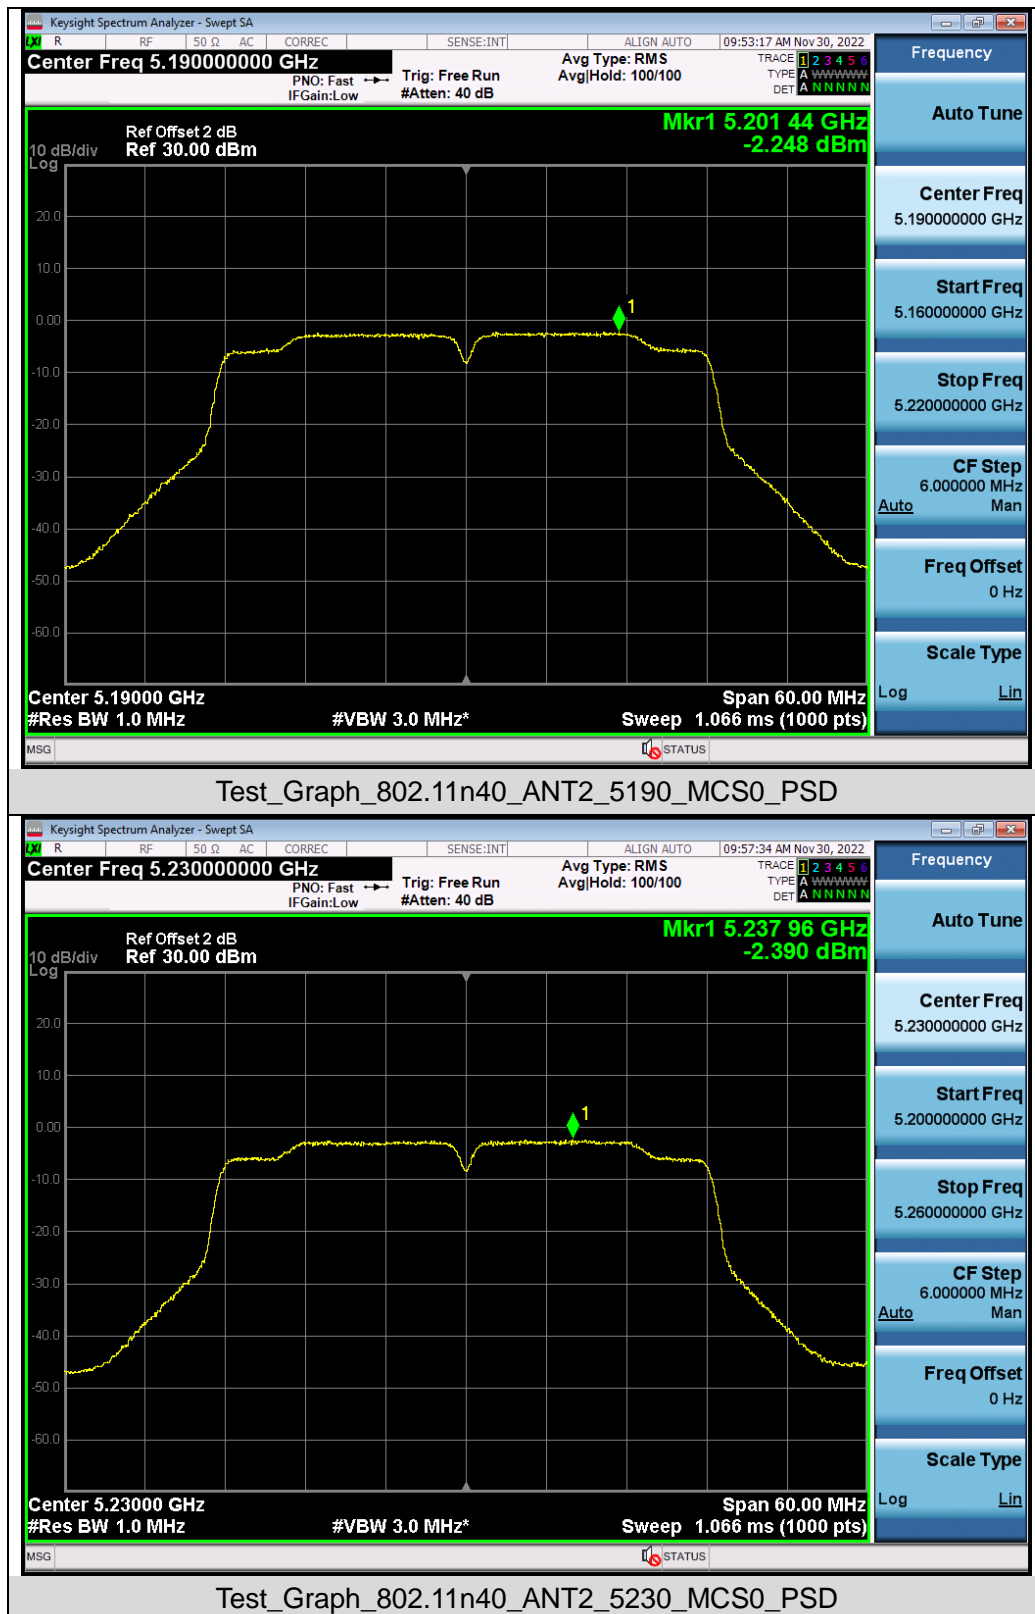 Keysight Spectrum Analyzer - Swept SA
LXI R RF 50 Ω AC CORREC SENSE:INT ALIGN AUTO 09:53:17 AM Nov 30, 2022
Center Freq 5.190000000 GHz
PNO: Fast
IFGain:Low
Trig: Free Run
#Atten: 40 dB
Avg Type: RMS
Avg|Hold: 100/100
TRACE 1 2 3 4 5 6
TYPE A WWWWW
DET A N N N N N
Mkr1 5.201 44 GHz
-2.248 dBm
Ref Offset 2 dB
10 dB/div Ref 30.00 dBm
Log
20.0
10.0
0.00
-10.0
-20.0
-30.0
-40.0
-50.0
-60.0
1
Center 5.19000 GHz Span 60.00 MHz
#Res BW 1.0 MHz #VBW 3.0 MHz* Sweep 1.066 ms (1000 pts)
MSG STATUS
Frequency
Auto Tune
Center Freq
5.190000000 GHz
Start Freq
5.160000000 GHz
Stop Freq
5.220000000 GHz
CF Step
6.000000 MHz
Auto Man
Freq Offset
0 Hz
Scale Type
Log Lin
Test_Graph_802.11n40_ANT2_5190_MCS0_PSD
Keysight Spectrum Analyzer - Swept SA
LXI R RF 50 Ω AC CORREC SENSE:INT ALIGN AUTO 09:57:34 AM Nov 30, 2022
Center Freq 5.230000000 GHz
PNO: Fast
IFGain:Low
Trig: Free Run
#Atten: 40 dB
Avg Type: RMS
Avg|Hold: 100/100
TRACE 1 2 3 4 5 6
TYPE A WWWWW
DET A N N N N N
Mkr1 5.237 96 GHz
-2.390 dBm
Ref Offset 2 dB
10 dB/div Ref 30.00 dBm
Log
20.0
10.0
0.00
-10.0
-20.0
-30.0
-40.0
-50.0
-60.0
1
Center 5.23000 GHz Span 60.00 MHz
#Res BW 1.0 MHz #VBW 3.0 MHz* Sweep 1.066 ms (1000 pts)
MSG STATUS
Frequency
Auto Tune
Center Freq
5.230000000 GHz
Start Freq
5.200000000 GHz
Stop Freq
5.260000000 GHz
CF Step
6.000000 MHz
Auto Man
Freq Offset
0 Hz
Scale Type
Log Lin
Test_Graph_802.11n40_ANT2_5230_MCS0_PSD